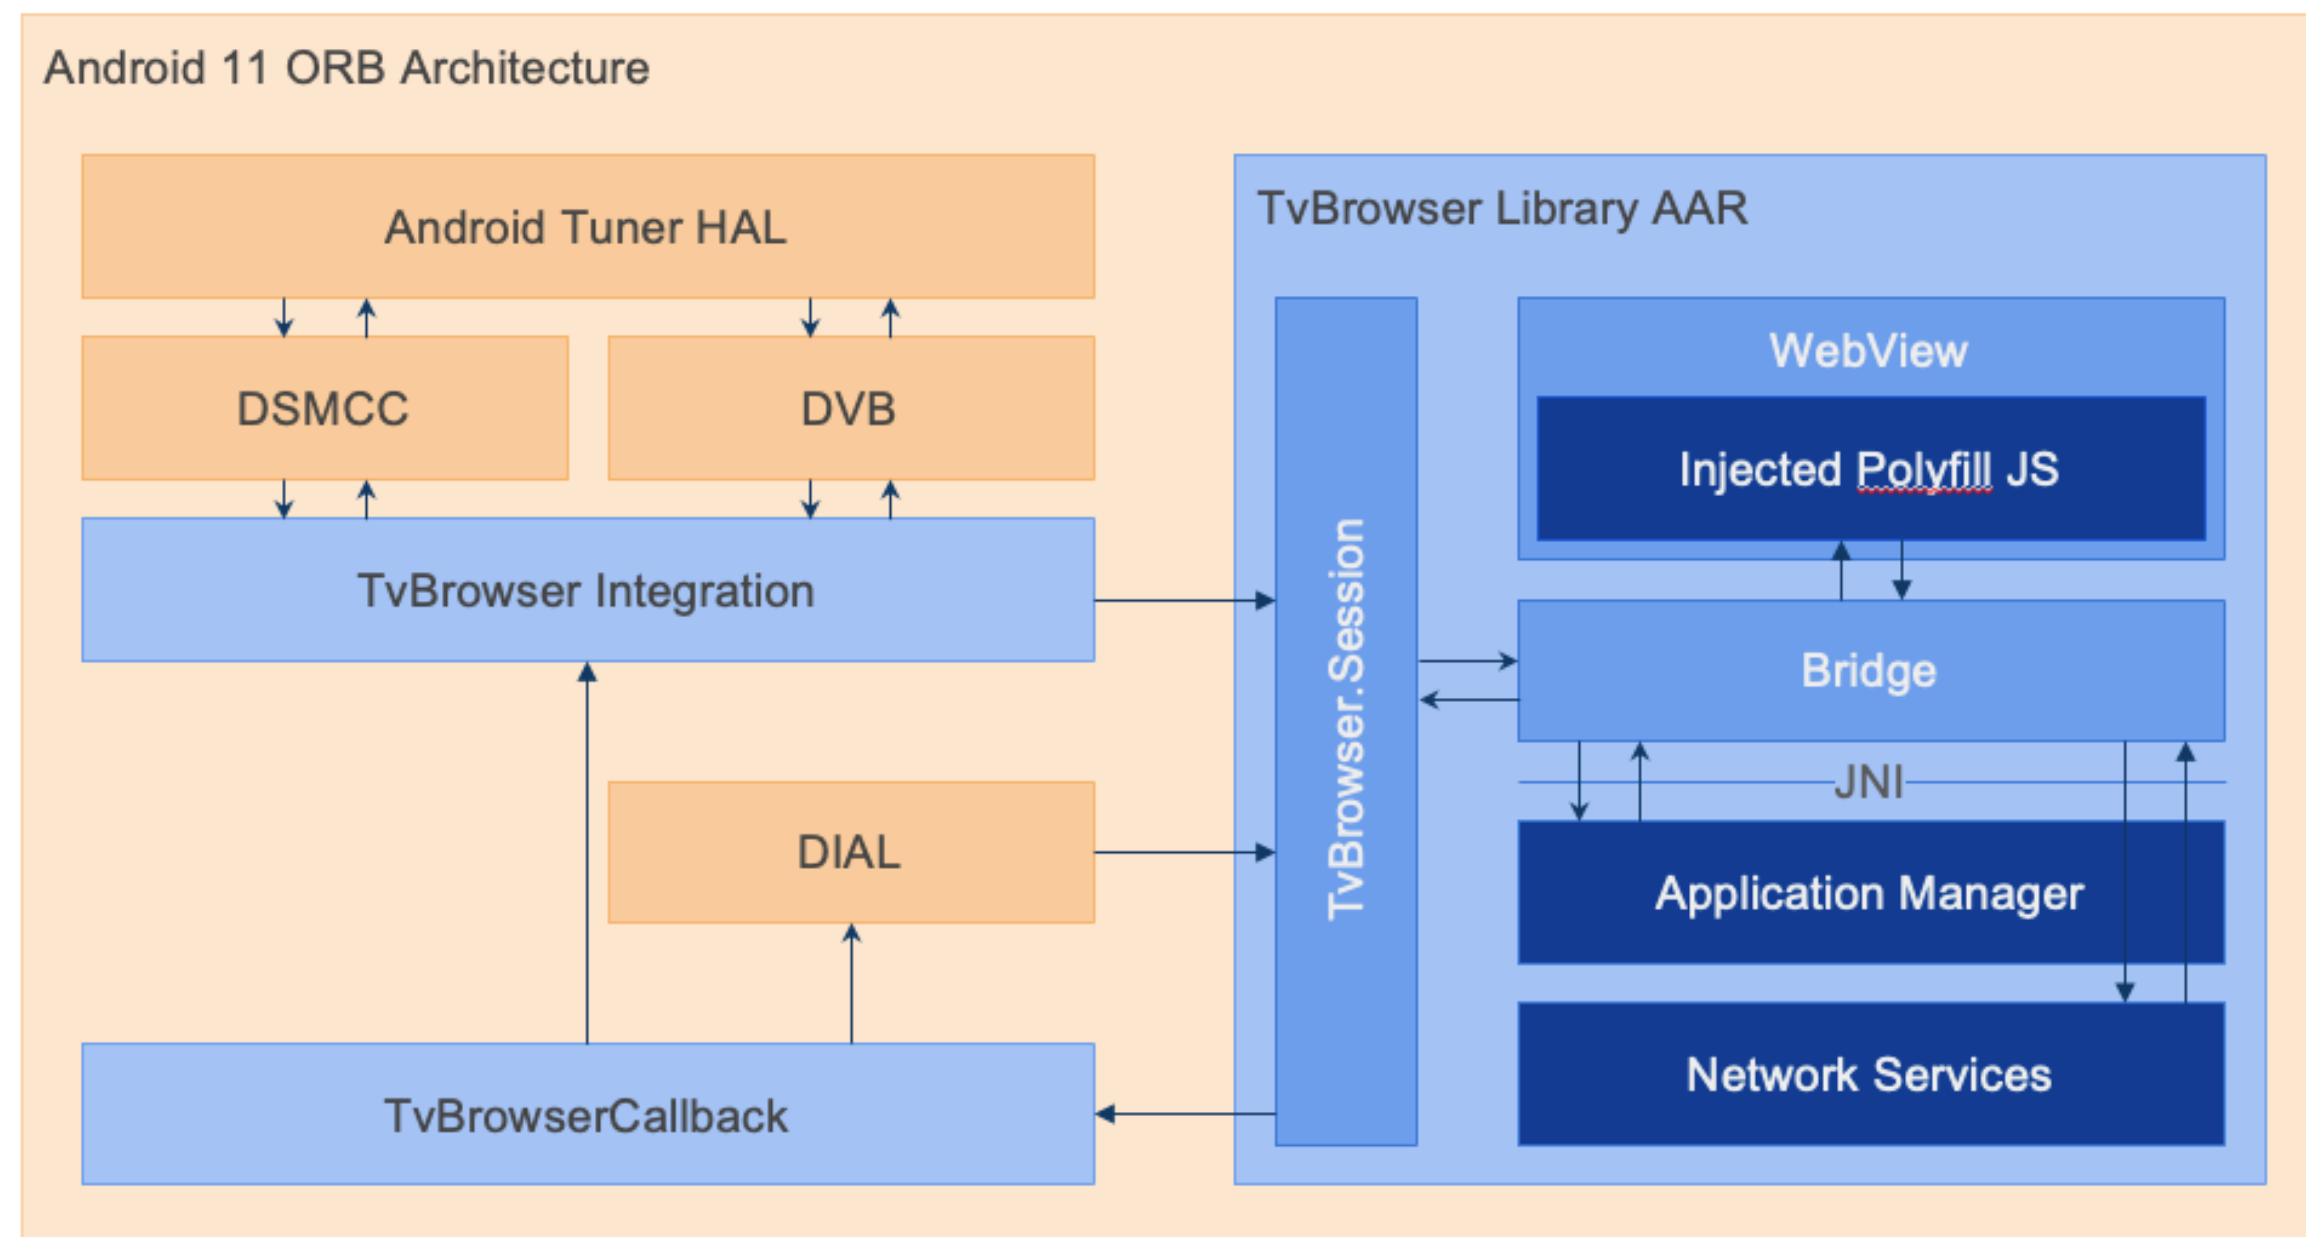 Android 11 ORB Architecture
Android Tuner HAL
DSMCC
DVB
TvBrowser Integration
DIAL
TvBrowserCallback
TvBrowser Library AAR
TvBrowser.Session
WebView
Injected Polyfill JS
Bridge
JNI
Application Manager
Network Services